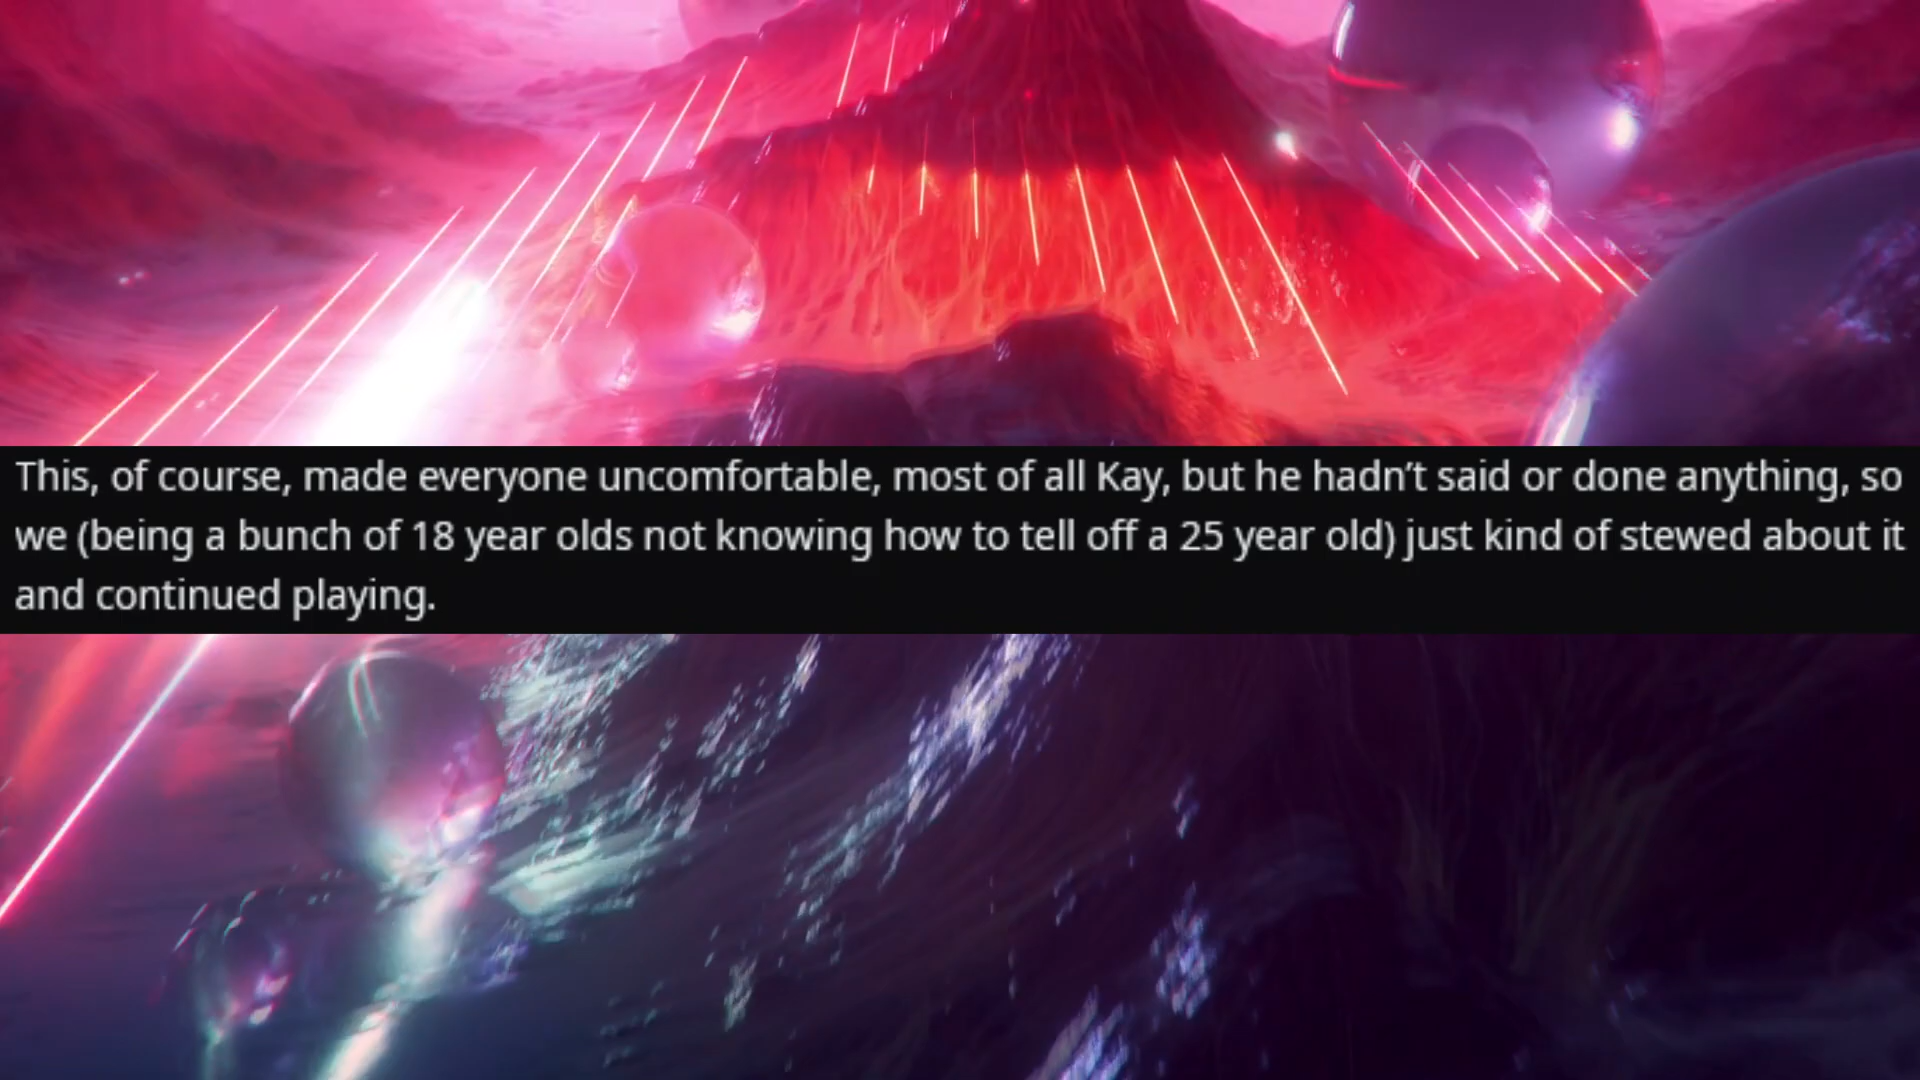 This, of course, made everyone uncomfortable, most of all Kay, but he hadn’t said or done anything, so
we (being a bunch of 18 year olds not knowing how to tell off a 25 year old) just kind of stewed about it
and continued playing.